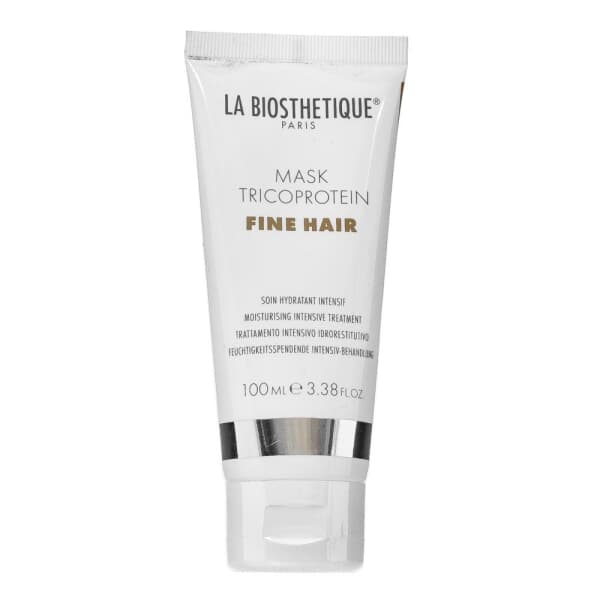 LA BIOSTHETIQUE®
PARIS
MASK
TRICOPROTEIN
FINE HAIR
SOIN HYDRATANT INTENSIF
MOISTURISING INTENSIVE TREATMENT
TRATTAMENTO INTENSIVO IDRORESTITUTIVO
FEUCHTIGKEITSSPENDENDE INTENSIV-BEHANDLUNG
100 ML ℮ 3.38 FL.OZ.